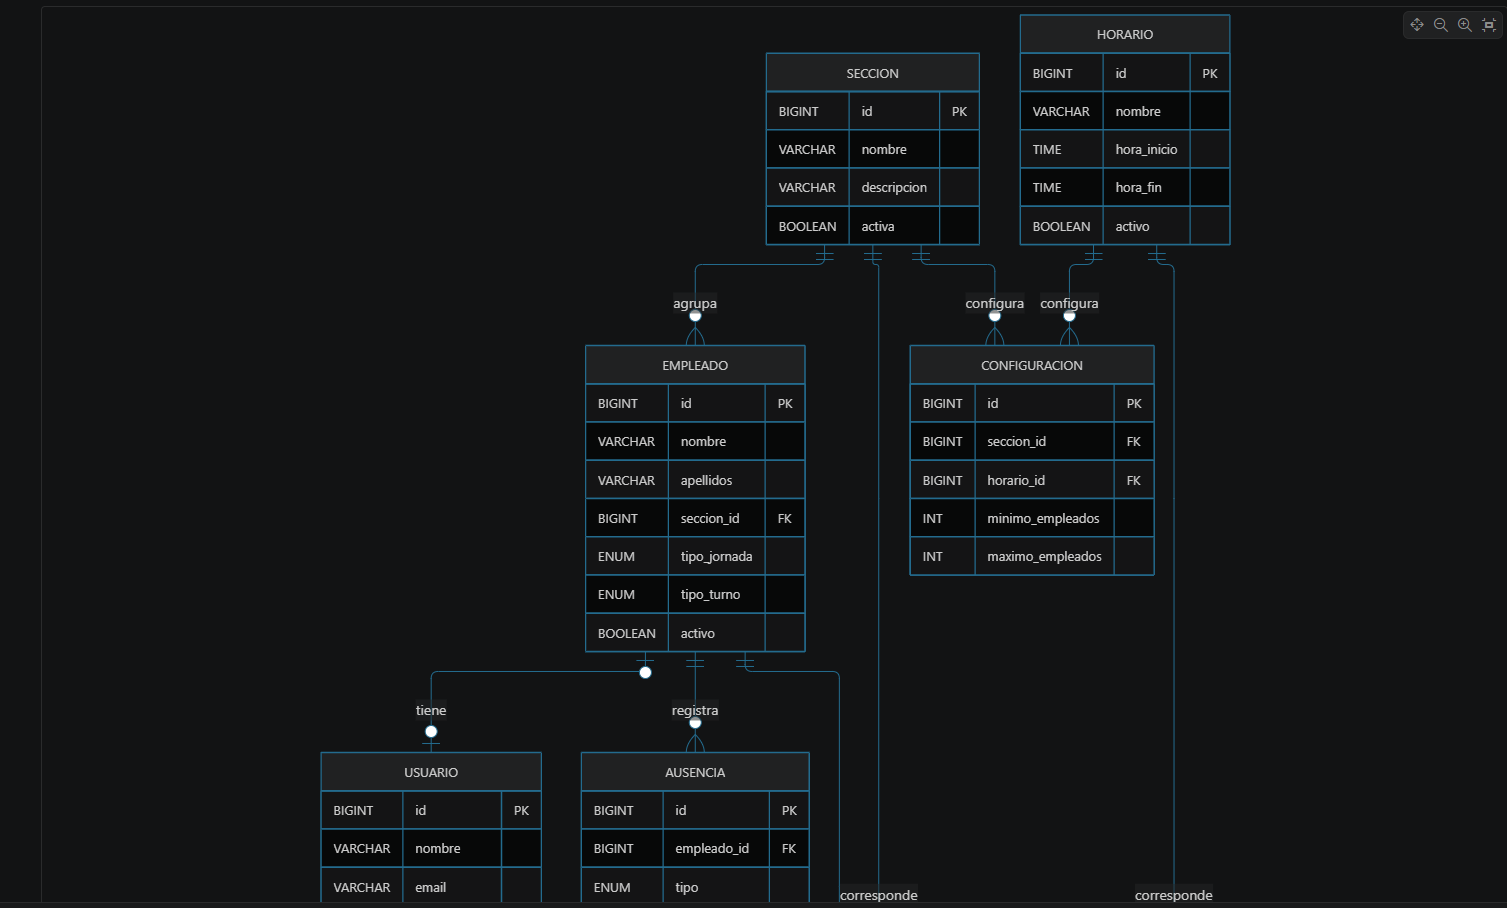 HORARIO
BIGINT id PK
VARCHAR nombre
TIME hora_inicio
TIME hora_fin
BOOLEAN activo
SECCION
BIGINT id PK
VARCHAR nombre
VARCHAR descripcion
BOOLEAN activa
agrupa
configura
configura
EMPLEADO
BIGINT id PK
VARCHAR nombre
VARCHAR apellidos
BIGINT seccion_id FK
ENUM tipo_jornada
ENUM tipo_turno
BOOLEAN activo
CONFIGURACION
BIGINT id PK
BIGINT seccion_id FK
BIGINT horario_id FK
INT minimo_empleados
INT maximo_empleados
tiene
registra
USUARIO
BIGINT id PK
VARCHAR nombre
VARCHAR email
AUSENCIA
BIGINT id PK
BIGINT empleado_id FK
ENUM tipo
corresponde
corresponde